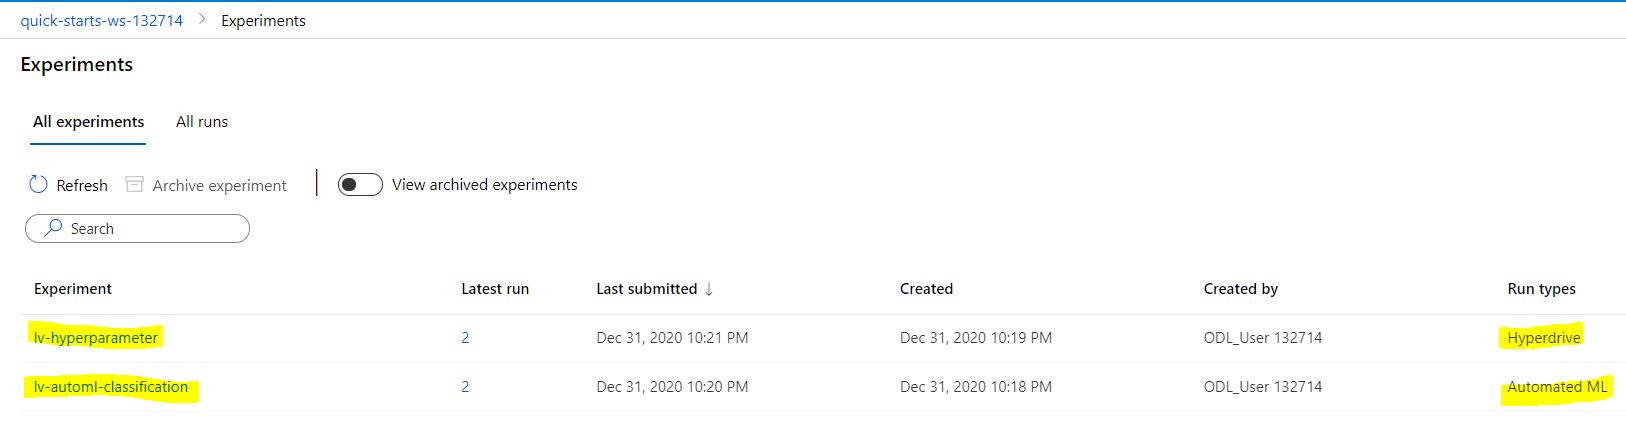 quick-starts-ws-132714 > Experiments
Experiments
All experiments All runs
Refresh Archive experiment View archived experiments
Search
Experiment Latest run Last submitted ↓ Created Created by Run types
lv-hyperparameter 2 Dec 31, 2020 10:21 PM Dec 31, 2020 10:19 PM ODL_User 132714 Hyperdrive
lv-automl-classification 2 Dec 31, 2020 10:20 PM Dec 31, 2020 10:18 PM ODL_User 132714 Automated ML